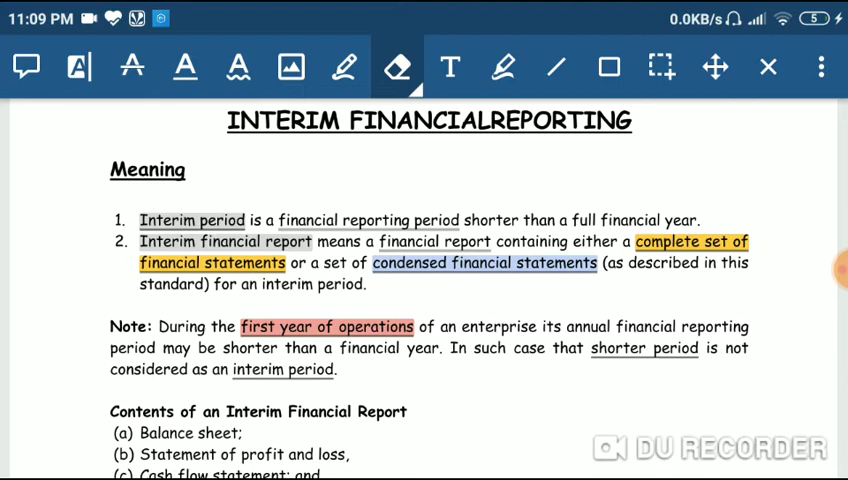 11:09 PM
0.0KB/s
5
A
A
A
A
T
INTERIM FINANCIALREPORTING
Meaning
1. Interim period is a financial reporting period shorter than a full financial year.
2. Interim financial report means a financial report containing either a complete set of
financial statements or a set of condensed financial statements (as described in this
standard) for an interim period.
Note: During the first year of operations of an enterprise its annual financial reporting
period may be shorter than a financial year. In such case that shorter period is not
considered as an interim period.
Contents of an Interim Financial Report
(a) Balance sheet;
(b) Statement of profit and loss,
(c) Cash flow statement; and
DU RECORDER